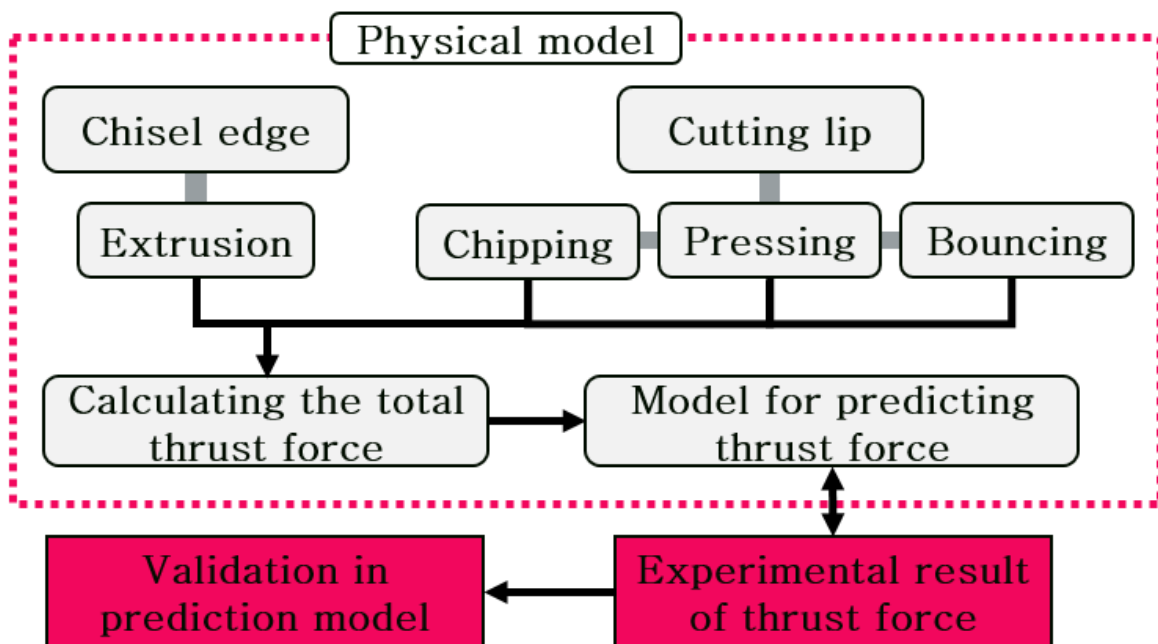 Physical model
Chisel edge
Cutting lip
Extrusion
Chipping
Pressing
Bouncing
Calculating the total
thrust force
Model for predicting
thrust force
Validation in
prediction model
Experimental result
of thrust force